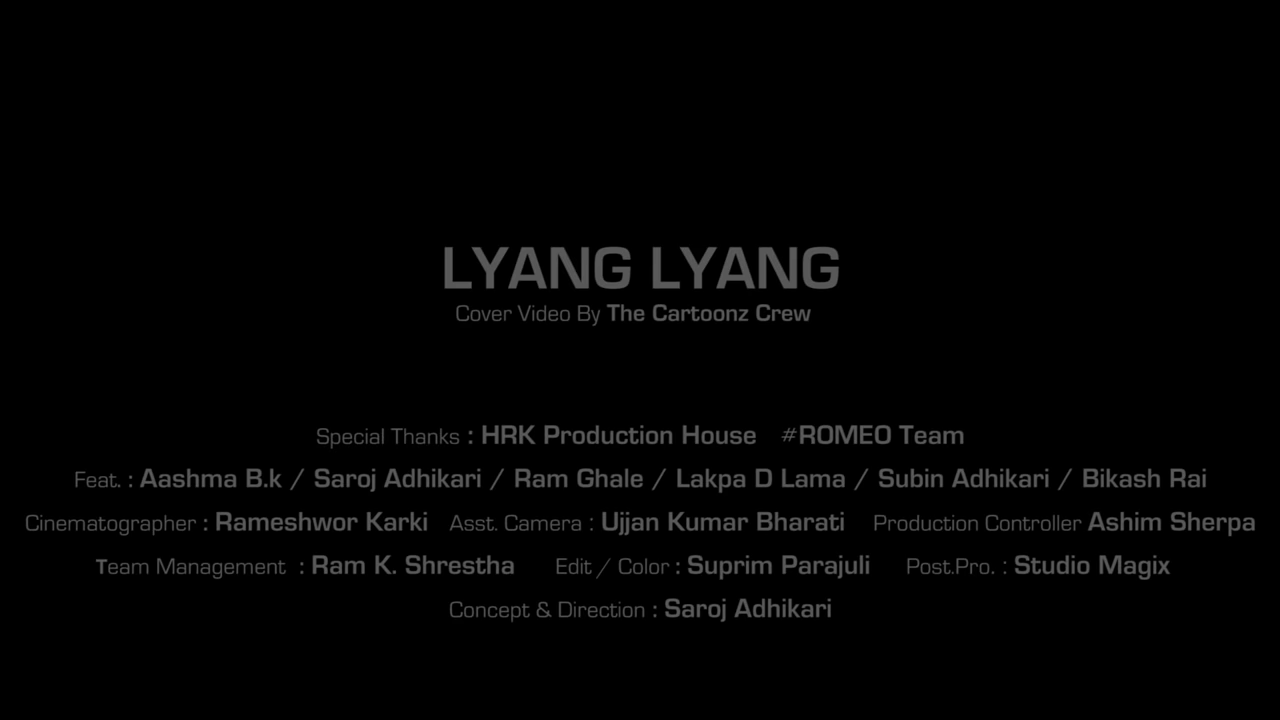 LYANG LYANG
Cover Video By The Cartoonz Crew
Special Thanks : HRK Production House #ROMEO Team
Feat. : Aashma B.k / Saroj Adhikari / Ram Ghale / Lakpa D Lama / Subin Adhikari / Bikash Rai
Cinematographer : Rameshwor Karki Asst. Camera : Ujjan Kumar Bharati Production Controller Ashim Sherpa
Team Management : Ram K. Shrestha Edit / Color : Suprim Parajuli Post.Pro. : Studio Magix
Concept & Direction : Saroj Adhikari